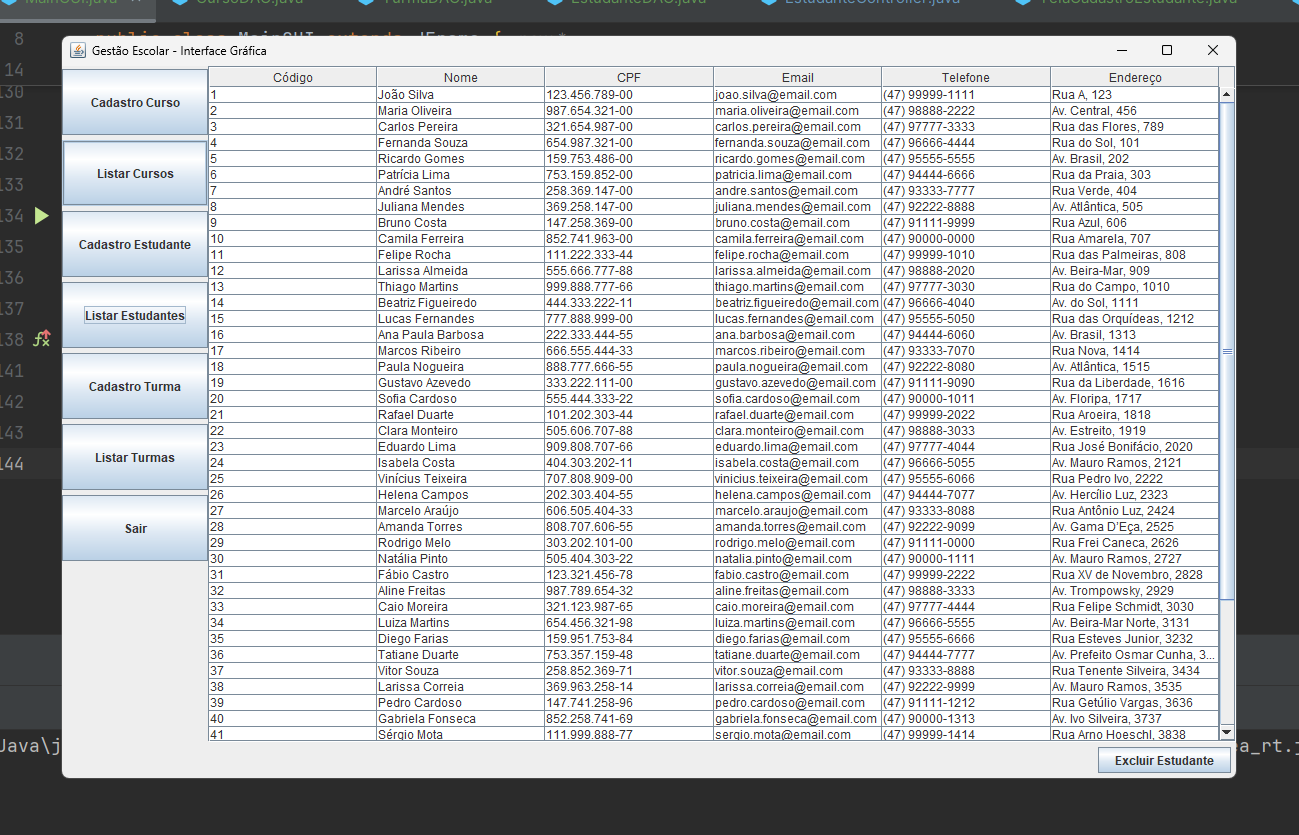 MainGUI.java CursoDAO.java TurmaDAO.java EstudanteDAO.java EstudanteController.java TelaCadastroEstudante.java
8 public class MainGUI extends JFrame {
Gestão Escolar - Interface Gráfica
14
130
131
132
133
134
135
136
137
138
141
142
143
144
Cadastro Curso
Listar Cursos
Cadastro Estudante
Listar Estudantes
Cadastro Turma
Listar Turmas
Sair
Código Nome CPF Email Telefone Endereço
1 João Silva 123.456.789-00 joao.silva@email.com (47) 99999-1111 Rua A, 123
2 Maria Oliveira 987.654.321-00 maria.oliveira@email.com (47) 98888-2222 Av. Central, 456
3 Carlos Pereira 321.654.987-00 carlos.pereira@email.com (47) 97777-3333 Rua das Flores, 789
4 Fernanda Souza 654.987.321-00 fernanda.souza@email.com (47) 96666-4444 Rua do Sol, 101
5 Ricardo Gomes 159.753.486-00 ricardo.gomes@email.com (47) 95555-5555 Av. Brasil, 202
6 Patrícia Lima 753.159.852-00 patricia.lima@email.com (47) 94444-6666 Rua da Praia, 303
7 André Santos 258.369.147-00 andre.santos@email.com (47) 93333-7777 Rua Verde, 404
8 Juliana Mendes 369.258.147-00 juliana.mendes@email.com (47) 92222-8888 Av. Atlântica, 505
9 Bruno Costa 147.258.369-00 bruno.costa@email.com (47) 91111-9999 Rua Azul, 606
10 Camila Ferreira 852.741.963-00 camila.ferreira@email.com (47) 90000-0000 Rua Amarela, 707
11 Felipe Rocha 111.222.333-44 felipe.rocha@email.com (47) 99999-1010 Rua das Palmeiras, 808
12 Larissa Almeida 555.666.777-88 larissa.almeida@email.com (47) 98888-2020 Av. Beira-Mar, 909
13 Thiago Martins 999.888.777-66 thiago.martins@email.com (47) 97777-3030 Rua do Campo, 1010
14 Beatriz Figueiredo 444.333.222-11 beatriz.figueiredo@email.com (47) 96666-4040 Av. do Sol, 1111
15 Lucas Fernandes 777.888.999-00 lucas.fernandes@email.com (47) 95555-5050 Rua das Orquídeas, 1212
16 Ana Paula Barbosa 222.333.444-55 ana.barbosa@email.com (47) 94444-6060 Av. Brasil, 1313
17 Marcos Ribeiro 666.555.444-33 marcos.ribeiro@email.com (47) 93333-7070 Rua Nova, 1414
18 Paula Nogueira 888.777.666-55 paula.nogueira@email.com (47) 92222-8080 Av. Atlântica, 1515
19 Gustavo Azevedo 333.222.111-00 gustavo.azevedo@email.com (47) 91111-9090 Rua da Liberdade, 1616
20 Sofia Cardoso 555.444.333-22 sofia.cardoso@email.com (47) 90000-1011 Av. Floripa, 1717
21 Rafael Duarte 101.202.303-44 rafael.duarte@email.com (47) 99999-2022 Rua Aroeira, 1818
22 Clara Monteiro 505.606.707-88 clara.monteiro@email.com (47) 98888-3033 Av. Estreito, 1919
23 Eduardo Lima 909.808.707-66 eduardo.lima@email.com (47) 97777-4044 Rua José Bonifácio, 2020
24 Isabela Costa 404.303.202-11 isabela.costa@email.com (47) 96666-5055 Av. Mauro Ramos, 2121
25 Vinícius Teixeira 707.808.909-00 vinicius.teixeira@email.com (47) 95555-6066 Rua Pedro Ivo, 2222
26 Helena Campos 202.303.404-55 helena.campos@email.com (47) 94444-7077 Av. Hercílio Luz, 2323
27 Marcelo Araújo 606.505.404-33 marcelo.araujo@email.com (47) 93333-8088 Rua Antônio Luz, 2424
28 Amanda Torres 808.707.606-55 amanda.torres@email.com (47) 92222-9099 Av. Gama D'Eça, 2525
29 Rodrigo Melo 303.202.101-00 rodrigo.melo@email.com (47) 91111-0000 Rua Frei Caneca, 2626
30 Natália Pinto 505.404.303-22 natalia.pinto@email.com (47) 90000-1111 Av. Mauro Ramos, 2727
31 Fábio Castro 123.321.456-78 fabio.castro@email.com (47) 99999-2222 Rua XV de Novembro, 2828
32 Aline Freitas 987.789.654-32 aline.freitas@email.com (47) 98888-3333 Av. Trompowsky, 2929
33 Caio Moreira 321.123.987-65 caio.moreira@email.com (47) 97777-4444 Rua Felipe Schmidt, 3030
34 Luiza Martins 654.456.321-98 luiza.martins@email.com (47) 96666-5555 Av. Beira-Mar Norte, 3131
35 Diego Farias 159.951.753-84 diego.farias@email.com (47) 95555-6666 Rua Esteves Junior, 3232
36 Tatiane Duarte 753.357.159-48 tatiane.duarte@email.com (47) 94444-7777 Av. Prefeito Osmar Cunha, 3...
37 Vitor Souza 258.852.369-71 vitor.souza@email.com (47) 93333-8888 Rua Tenente Silveira, 3434
38 Larissa Correia 369.963.258-14 larissa.correia@email.com (47) 92222-9999 Av. Mauro Ramos, 3535
39 Pedro Cardoso 147.741.258-96 pedro.cardoso@email.com (47) 91111-1212 Rua Getúlio Vargas, 3636
40 Gabriela Fonseca 852.258.741-69 gabriela.fonseca@email.com (47) 90000-1313 Av. Ivo Silveira, 3737
41 Sérgio Mota 111.999.888-77 sergio.mota@email.com (47) 99999-1414 Rua Arno Hoeschl, 3838
Java\j ea_rt.j
Excluir Estudante